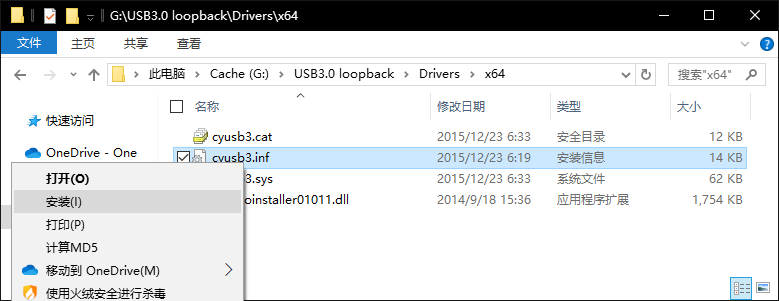 G:\USB3.0 loopback\Drivers\x64
文件 主页 共享 查看
此电脑 Cache (G:) USB3.0 loopback Drivers x64 搜索"x64"
名称 修改日期 类型 大小
快速访问
cyusb3.cat 2015/12/23 6:33 安全目录 12 KB
OneDrive - One
cyusb3.inf 2015/12/23 6:19 安装信息 14 KB
打开(O)
3.sys 2015/12/23 6:33 系统文件 62 KB
安装(I)
oinstaller01011.dll 2014/9/18 15:36 应用程序扩展 1,754 KB
打印(P)
计算MD5
移动到 OneDrive(M)
使用火绒安全进行杀毒